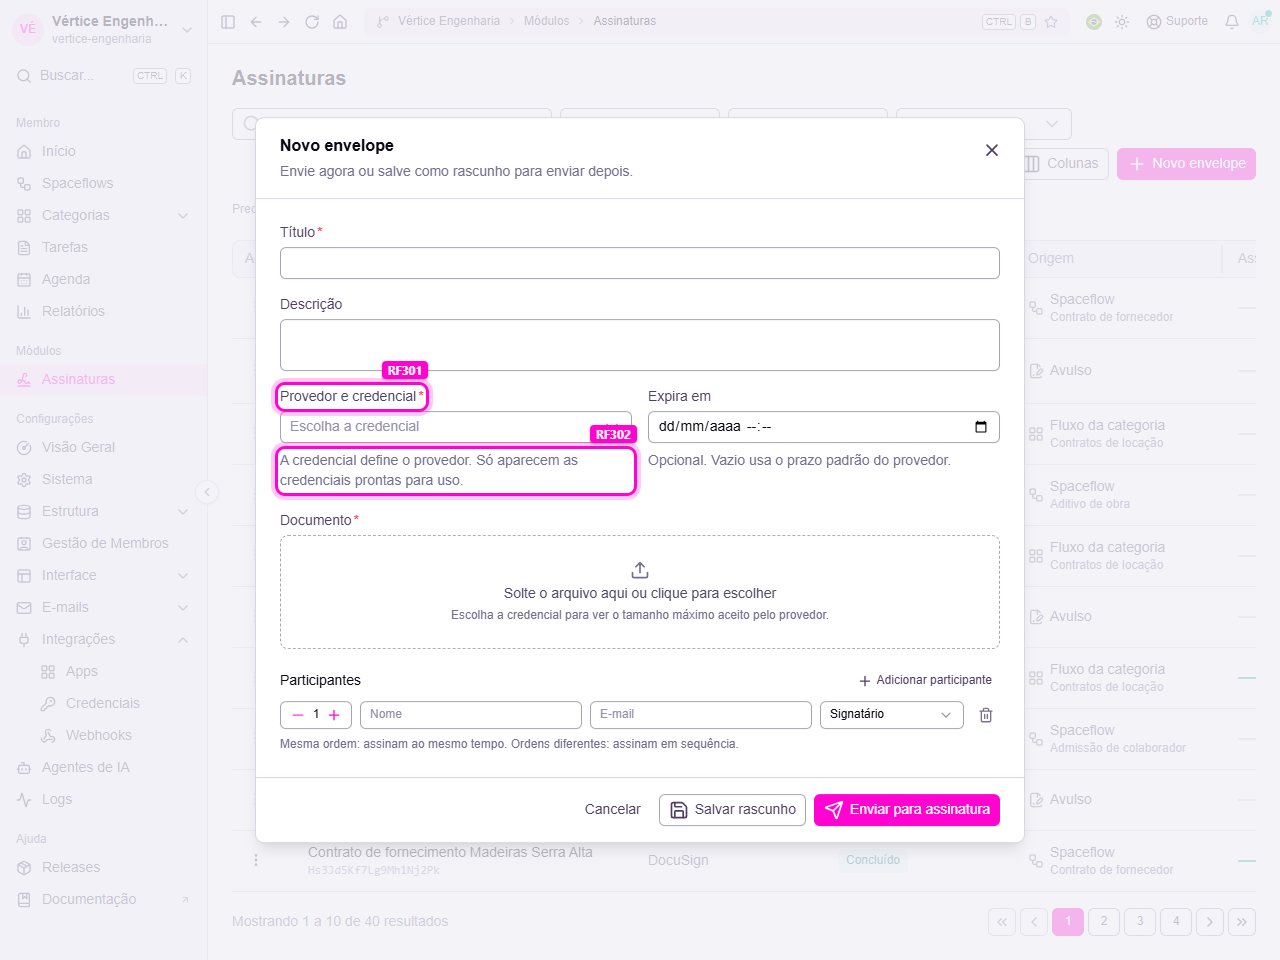 VÉ
Vértice Engenh...
vertice-engenharia
Vértice Engenharia
Módulos
Assinaturas
CTRL
B
Suporte
AR
Buscar...
CTRL
K
Membro
Início
Spaceflows
Categorias
Tarefas
Agenda
Relatórios
Módulos
Assinaturas
Configurações
Visão Geral
Sistema
Estrutura
Gestão de Membros
Interface
E-mails
Integrações
Apps
Credenciais
Webhooks
Agentes de IA
Logs
Ajuda
Releases
Documentação
Assinaturas
Colunas
Novo envelope
Origem
Spaceflow
Contrato de fornecedor
Avulso
Fluxo da categoria
Contratos de locação
Spaceflow
Aditivo de obra
Fluxo da categoria
Contratos de locação
Avulso
Fluxo da categoria
Contratos de locação
Spaceflow
Admissão de colaborador
Avulso
Novo envelope
Envie agora ou salve como rascunho para enviar depois.
Título*
Descrição
RF301
Provedor e credencial*
Expira em
Escolha a credencial
dd/mm/aaaa --:--
RF302
A credencial define o provedor. Só aparecem as
credenciais prontas para uso.
Opcional. Vazio usa o prazo padrão do provedor.
Documento*
Solte o arquivo aqui ou clique para escolher
Escolha a credencial para ver o tamanho máximo aceito pelo provedor.
Participantes
Adicionar participante
1
Nome
E-mail
Signatário
Mesma ordem: assinam ao mesmo tempo. Ordens diferentes: assinam em sequência.
Cancelar
Salvar rascunho
Enviar para assinatura
Contrato de fornecimento Madeiras Serra Alta
Hs3Jd5Kf7Lg9Mh1Nj2Pk
DocuSign
Concluído
Spaceflow
Contrato de fornecedor
Mostrando 1 a 10 de 40 resultados
1
2
3
4